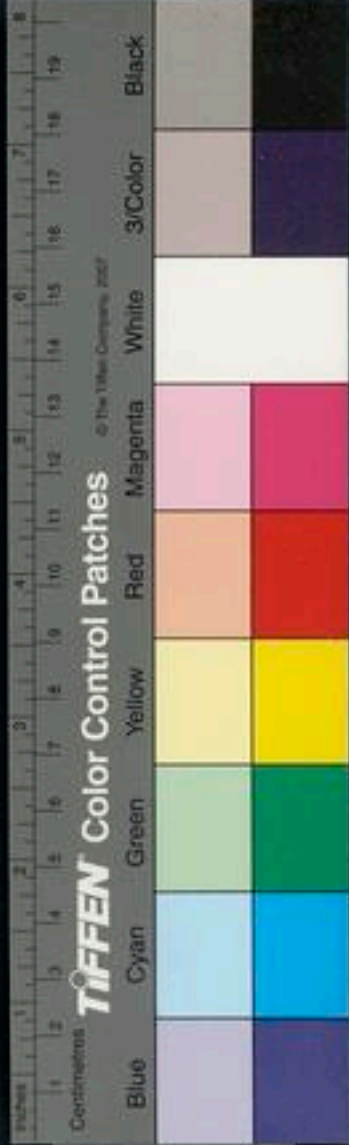 Inches
1 2 3 4 5 6 7 8
Centimetres
1 2 3 4 5 6 7 8 9 10 11 12 13 14 15 16 17 18 19
TIFFEN Color Control Patches
© The Tiffen Company, 2007
Blue Cyan Green Yellow Red Magenta White 3/Color Black